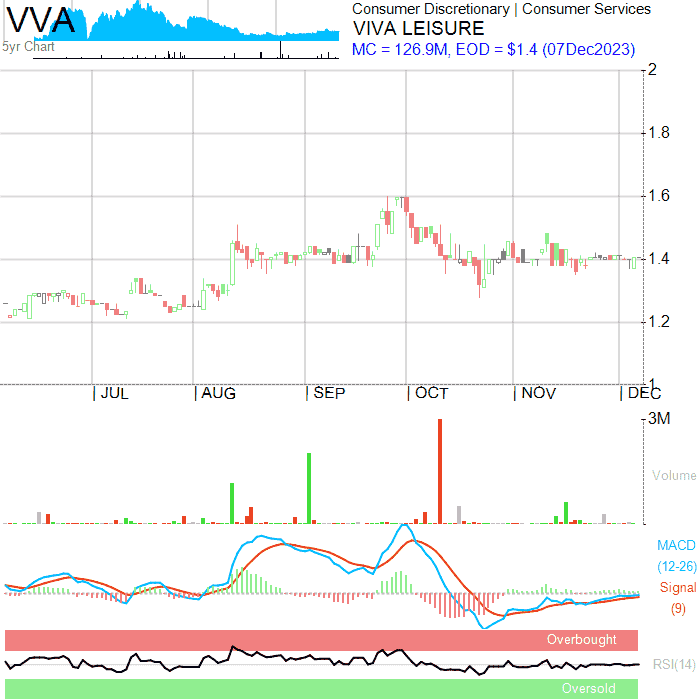 VVA
5yr Chart
Consumer Discretionary | Consumer Services
VIVA LEISURE
MC = 126.9M, EOD = $1.4 (07Dec2023)
2
1.8
1.6
1.4
1.2
1
JUL
AUG
SEP
OCT
NOV
DEC
3M
Volume
MACD
(12-26)
Signal
(9)
Overbought
RSI(14)
Oversold